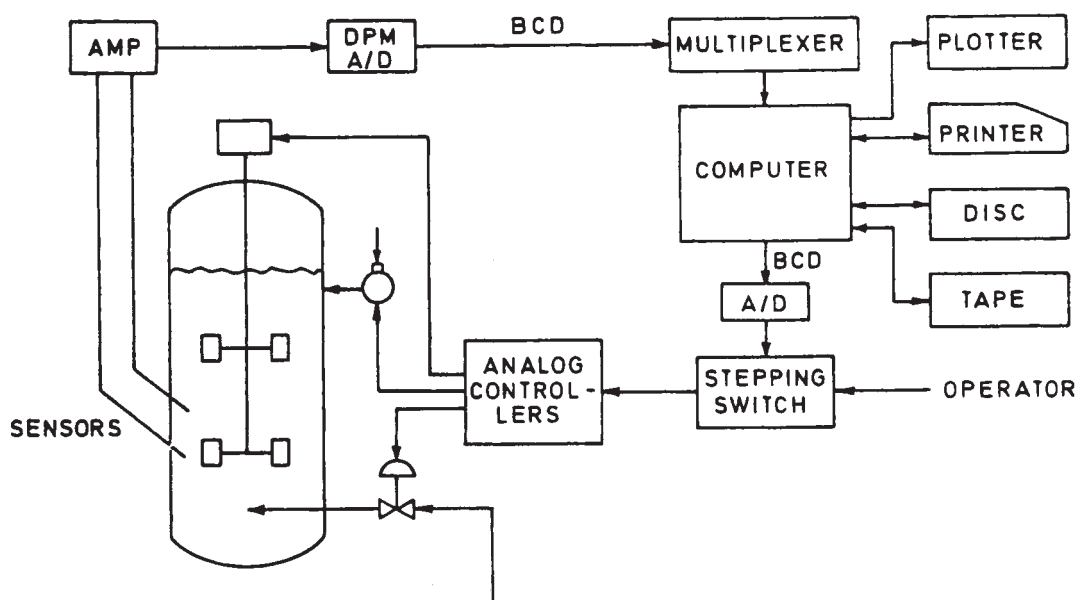 AMP
DPM
A/D
BCD
MULTIPLEXER
PLOTTER
PRINTER
COMPUTER
DISC
BCD
TAPE
A/D
ANALOG
CONTROL-
LERS
STEPPING
SWITCH
OPERATOR
SENSORS